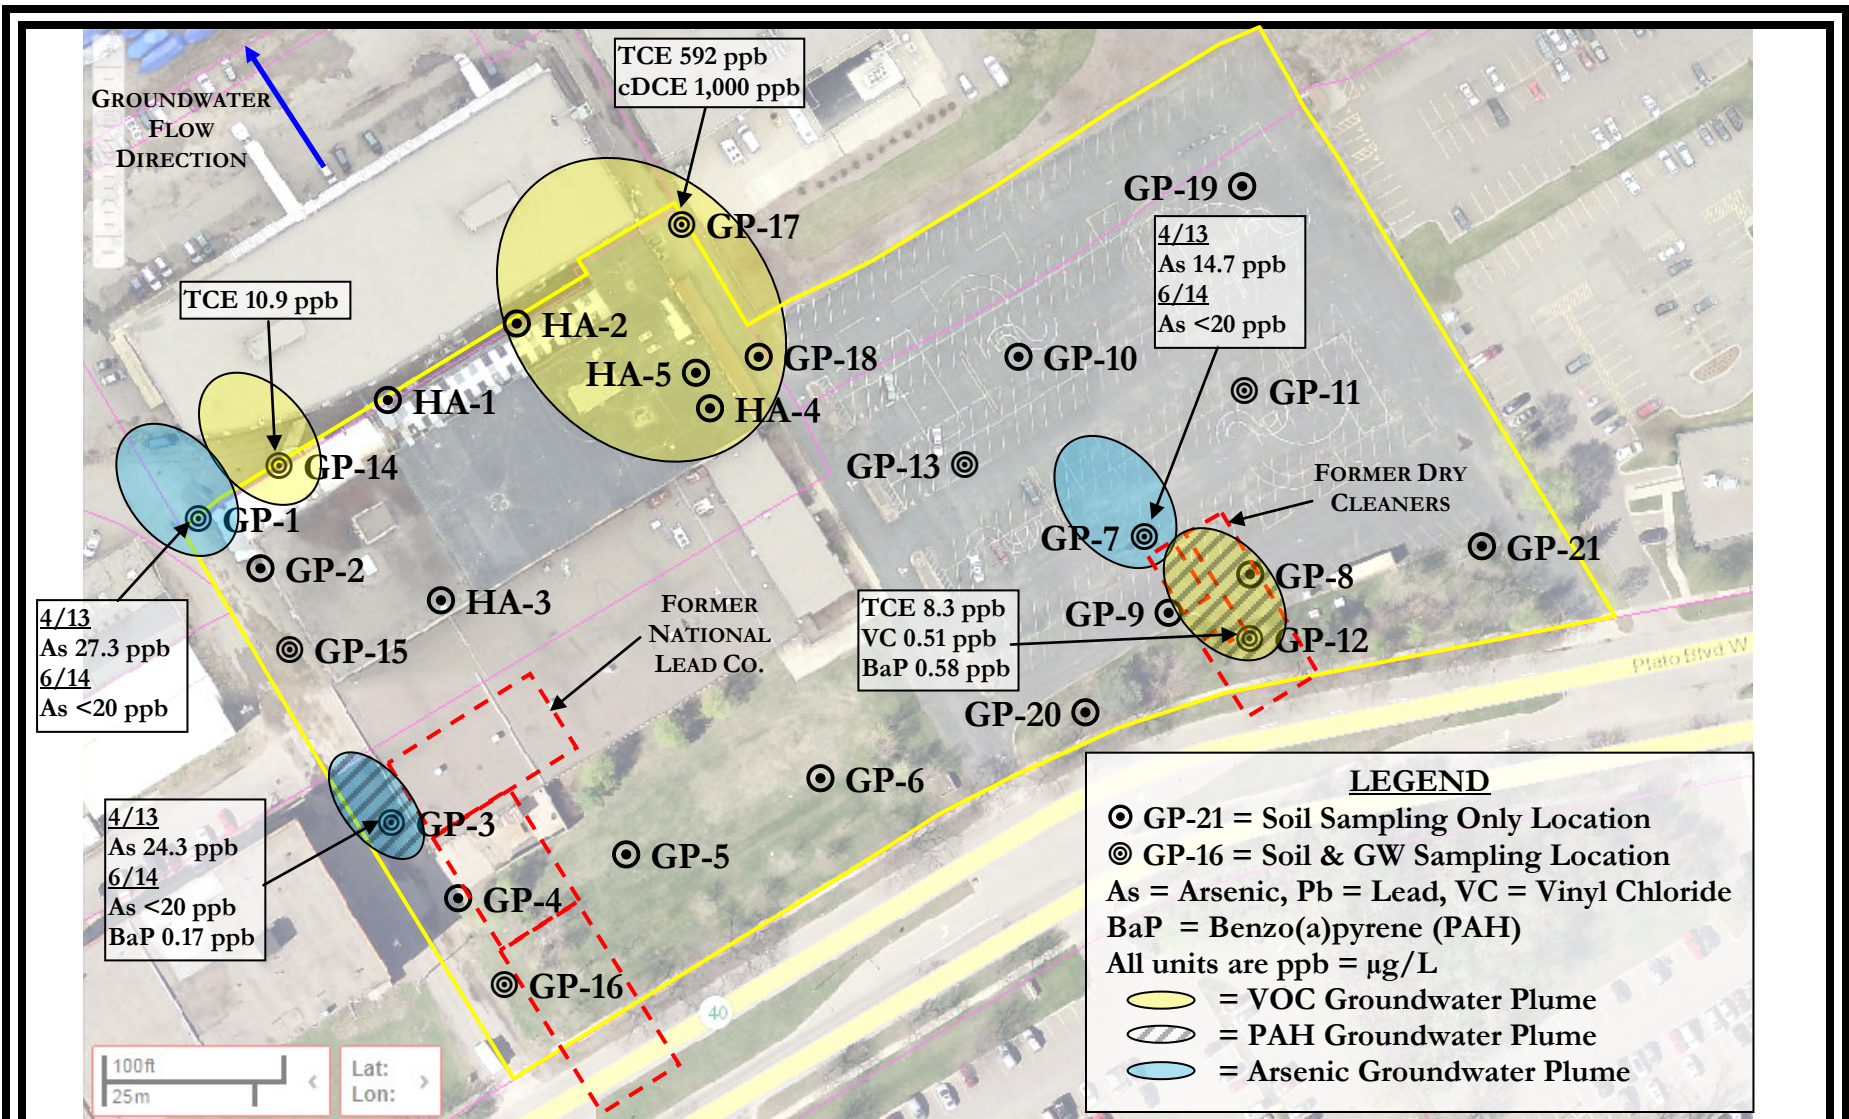 GROUNDWATER
FLOW
DIRECTION
TCE 592 ppb
cDCE 1,000 ppb
GP-17
GP-19
4/13
As 14.7 ppb
6/14
As <20 ppb
TCE 10.9 ppb
HA-2
GP-18
GP-10
HA-5
HA-4
GP-11
HA-1
GP-14
GP-13
FORMER DRY
CLEANERS
GP-1
GP-7
GP-21
GP-2
GP-8
HA-3
GP-9
GP-12
4/13
As 27.3 ppb
6/14
As <20 ppb
GP-15
FORMER
NATIONAL
LEAD CO.
TCE 8.3 ppb
VC 0.51 ppb
BaP 0.58 ppb
Plato Blvd W
GP-20
GP-6
GP-3
4/13
As 24.3 ppb
6/14
As <20 ppb
BaP 0.17 ppb
GP-5
GP-4
GP-16
40
LEGEND
GP-21 = Soil Sampling Only Location
GP-16 = Soil & GW Sampling Location
As = Arsenic, Pb = Lead, VC = Vinyl Chloride
BaP = Benzo(a)pyrene (PAH)
All units are ppb = µg/L
= VOC Groundwater Plume
= PAH Groundwater Plume
= Arsenic Groundwater Plume
100ft
25m
Lat:
Lon: